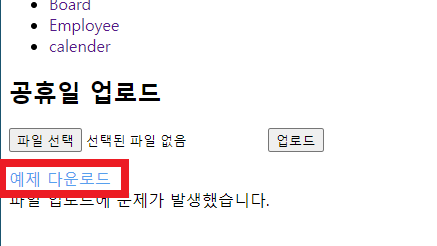 Board
Employee
calender
공휴일 업로드
파일 선택 선택된 파일 없음 업로드
예제 다운로드
파일 업로드에 문제가 발생했습니다.